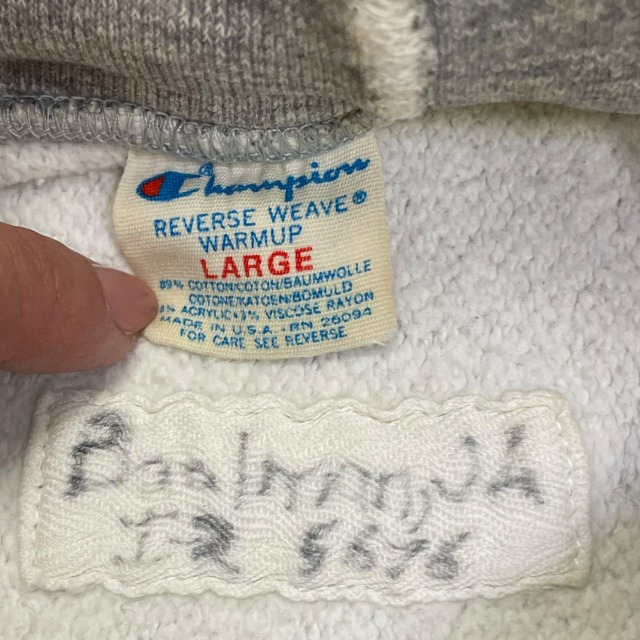 Champion
REVERSE WEAVE®
WARMUP
LARGE
89% COTTON/COTON/BAUMWOLLE
COTONE/KATOEN/BOMULD
ACRYLIC • 3% VISCOSE RAYON
MADE IN U.S.A. • RN 26094
FOR CARE SEE REVERSE